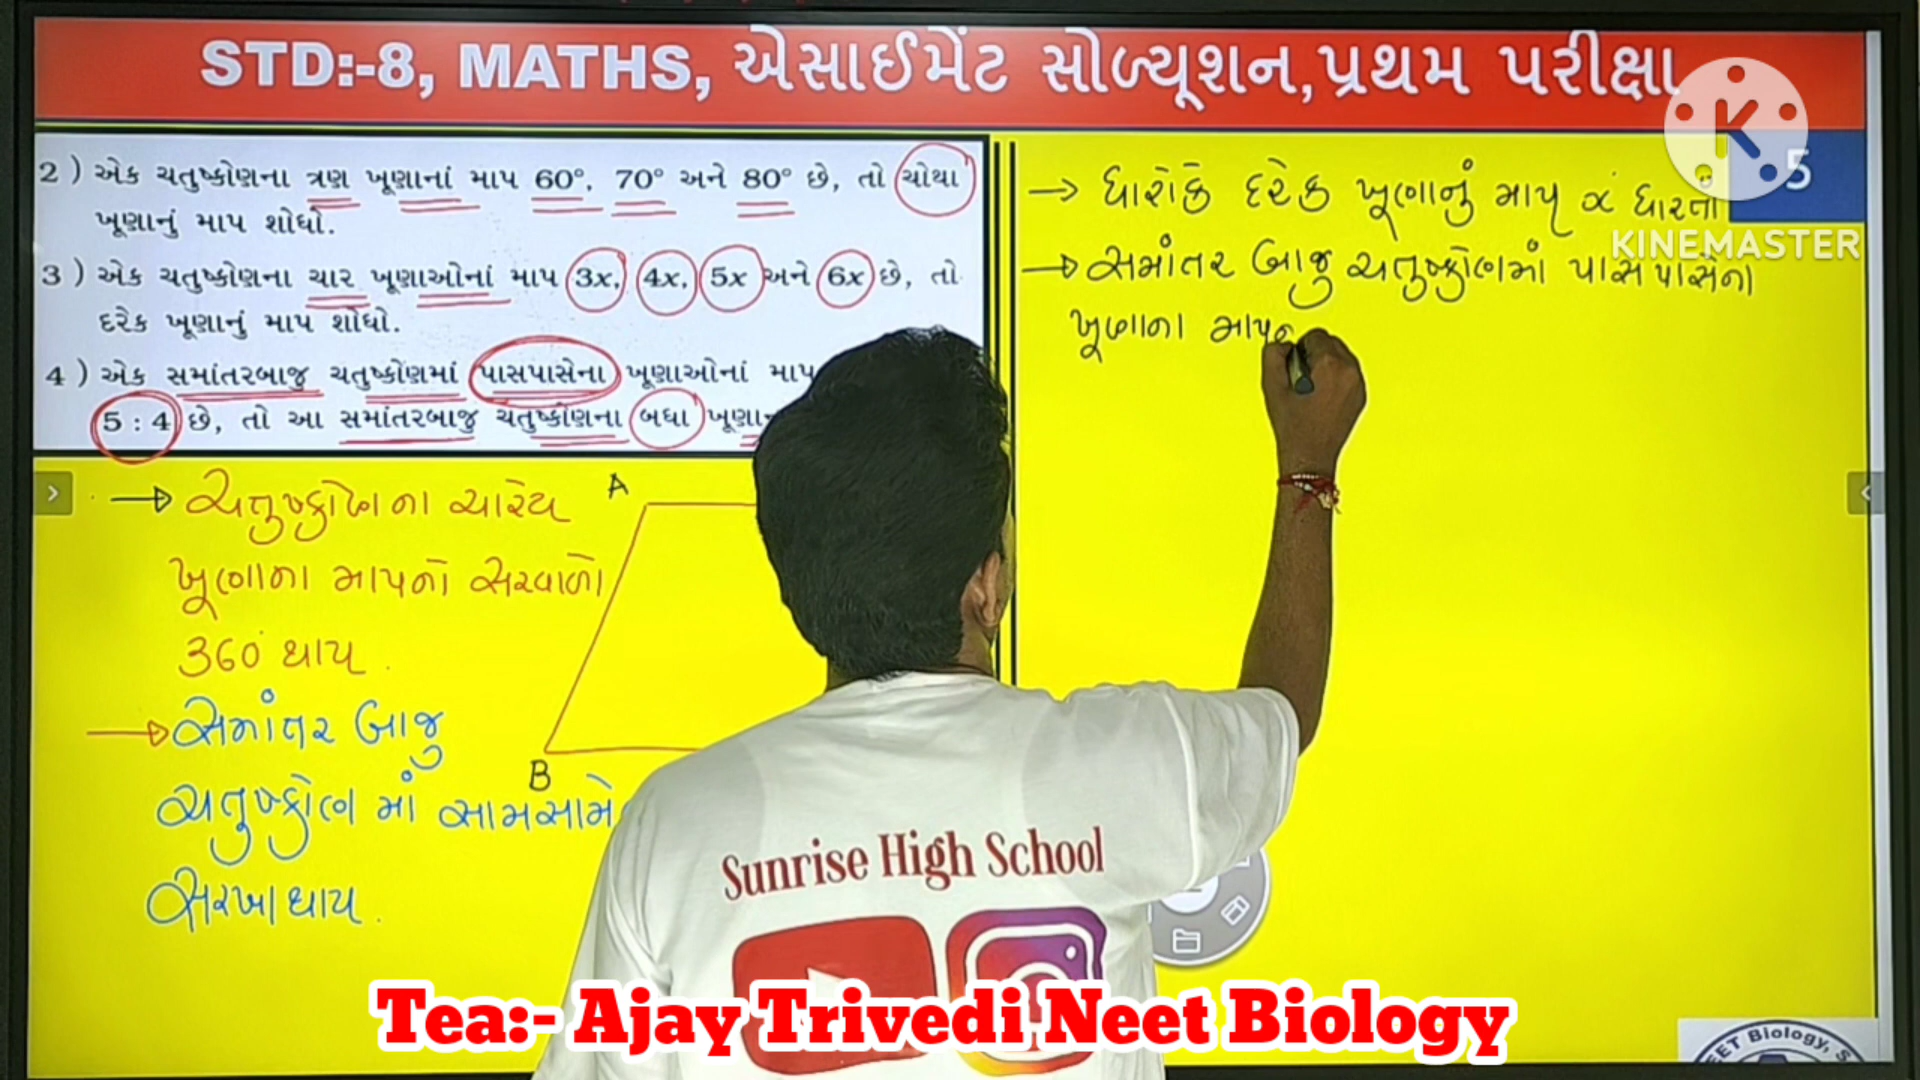 STD:-8, MATHS, એસાઈમેંટ સોળ્યૂશન,પ્રથમ પરીક્ષા
KINEMASTER
5
2 ) એક ચતુષ્કોણના ત્રણ ખૂણાનાં માપ 60°, 70° અને 80° છે, તો ચોથા
ખૂણાનું માપ શોધો.
3 ) એક ચતુષ્કોણના ચાર ખૂણાઓનાં માપ 3x, 4x, 5x અને 6x છે, તો
દરેક ખૂણાનું માપ શોધો.
4 ) એક સમાંતરબાજુ ચતુષ્કોણમાં પાસપાસેના ખૂણાઓનાં માપ
5 : 4 છે, તો આ સમાંતરબાજુ ચતુષ્કોણના બધા
ચતુષ્કોણના ચારેય
ખૂણાના માપનો સરવાળો
360° થાય.
સમાંતર બાજુ
ચતુષ્કોણ માં સામસામે
સરખા થાય.
A
B
→ ધારોકે દરેક ખૂણાનું માપ x ધારતા
સમાંતર બાજુ ચતુષ્કોણમાં પાસપાસેના
ખૂણાના
Sunrise High School
Tea:- Ajay Trivedi Neet Biology
Biology,